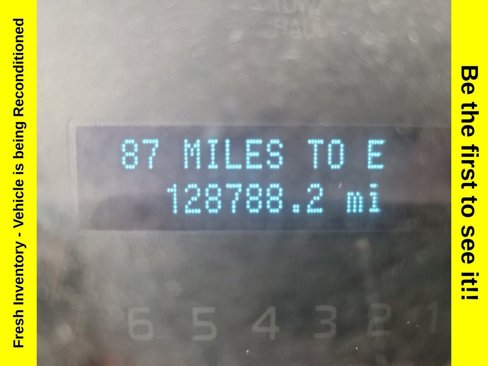 Fresh Inventory - Vehicle is being Reconditioned
87 MILES TO E
128788.2 mi
6 5 4 3 2 1
Be the first to see it!!